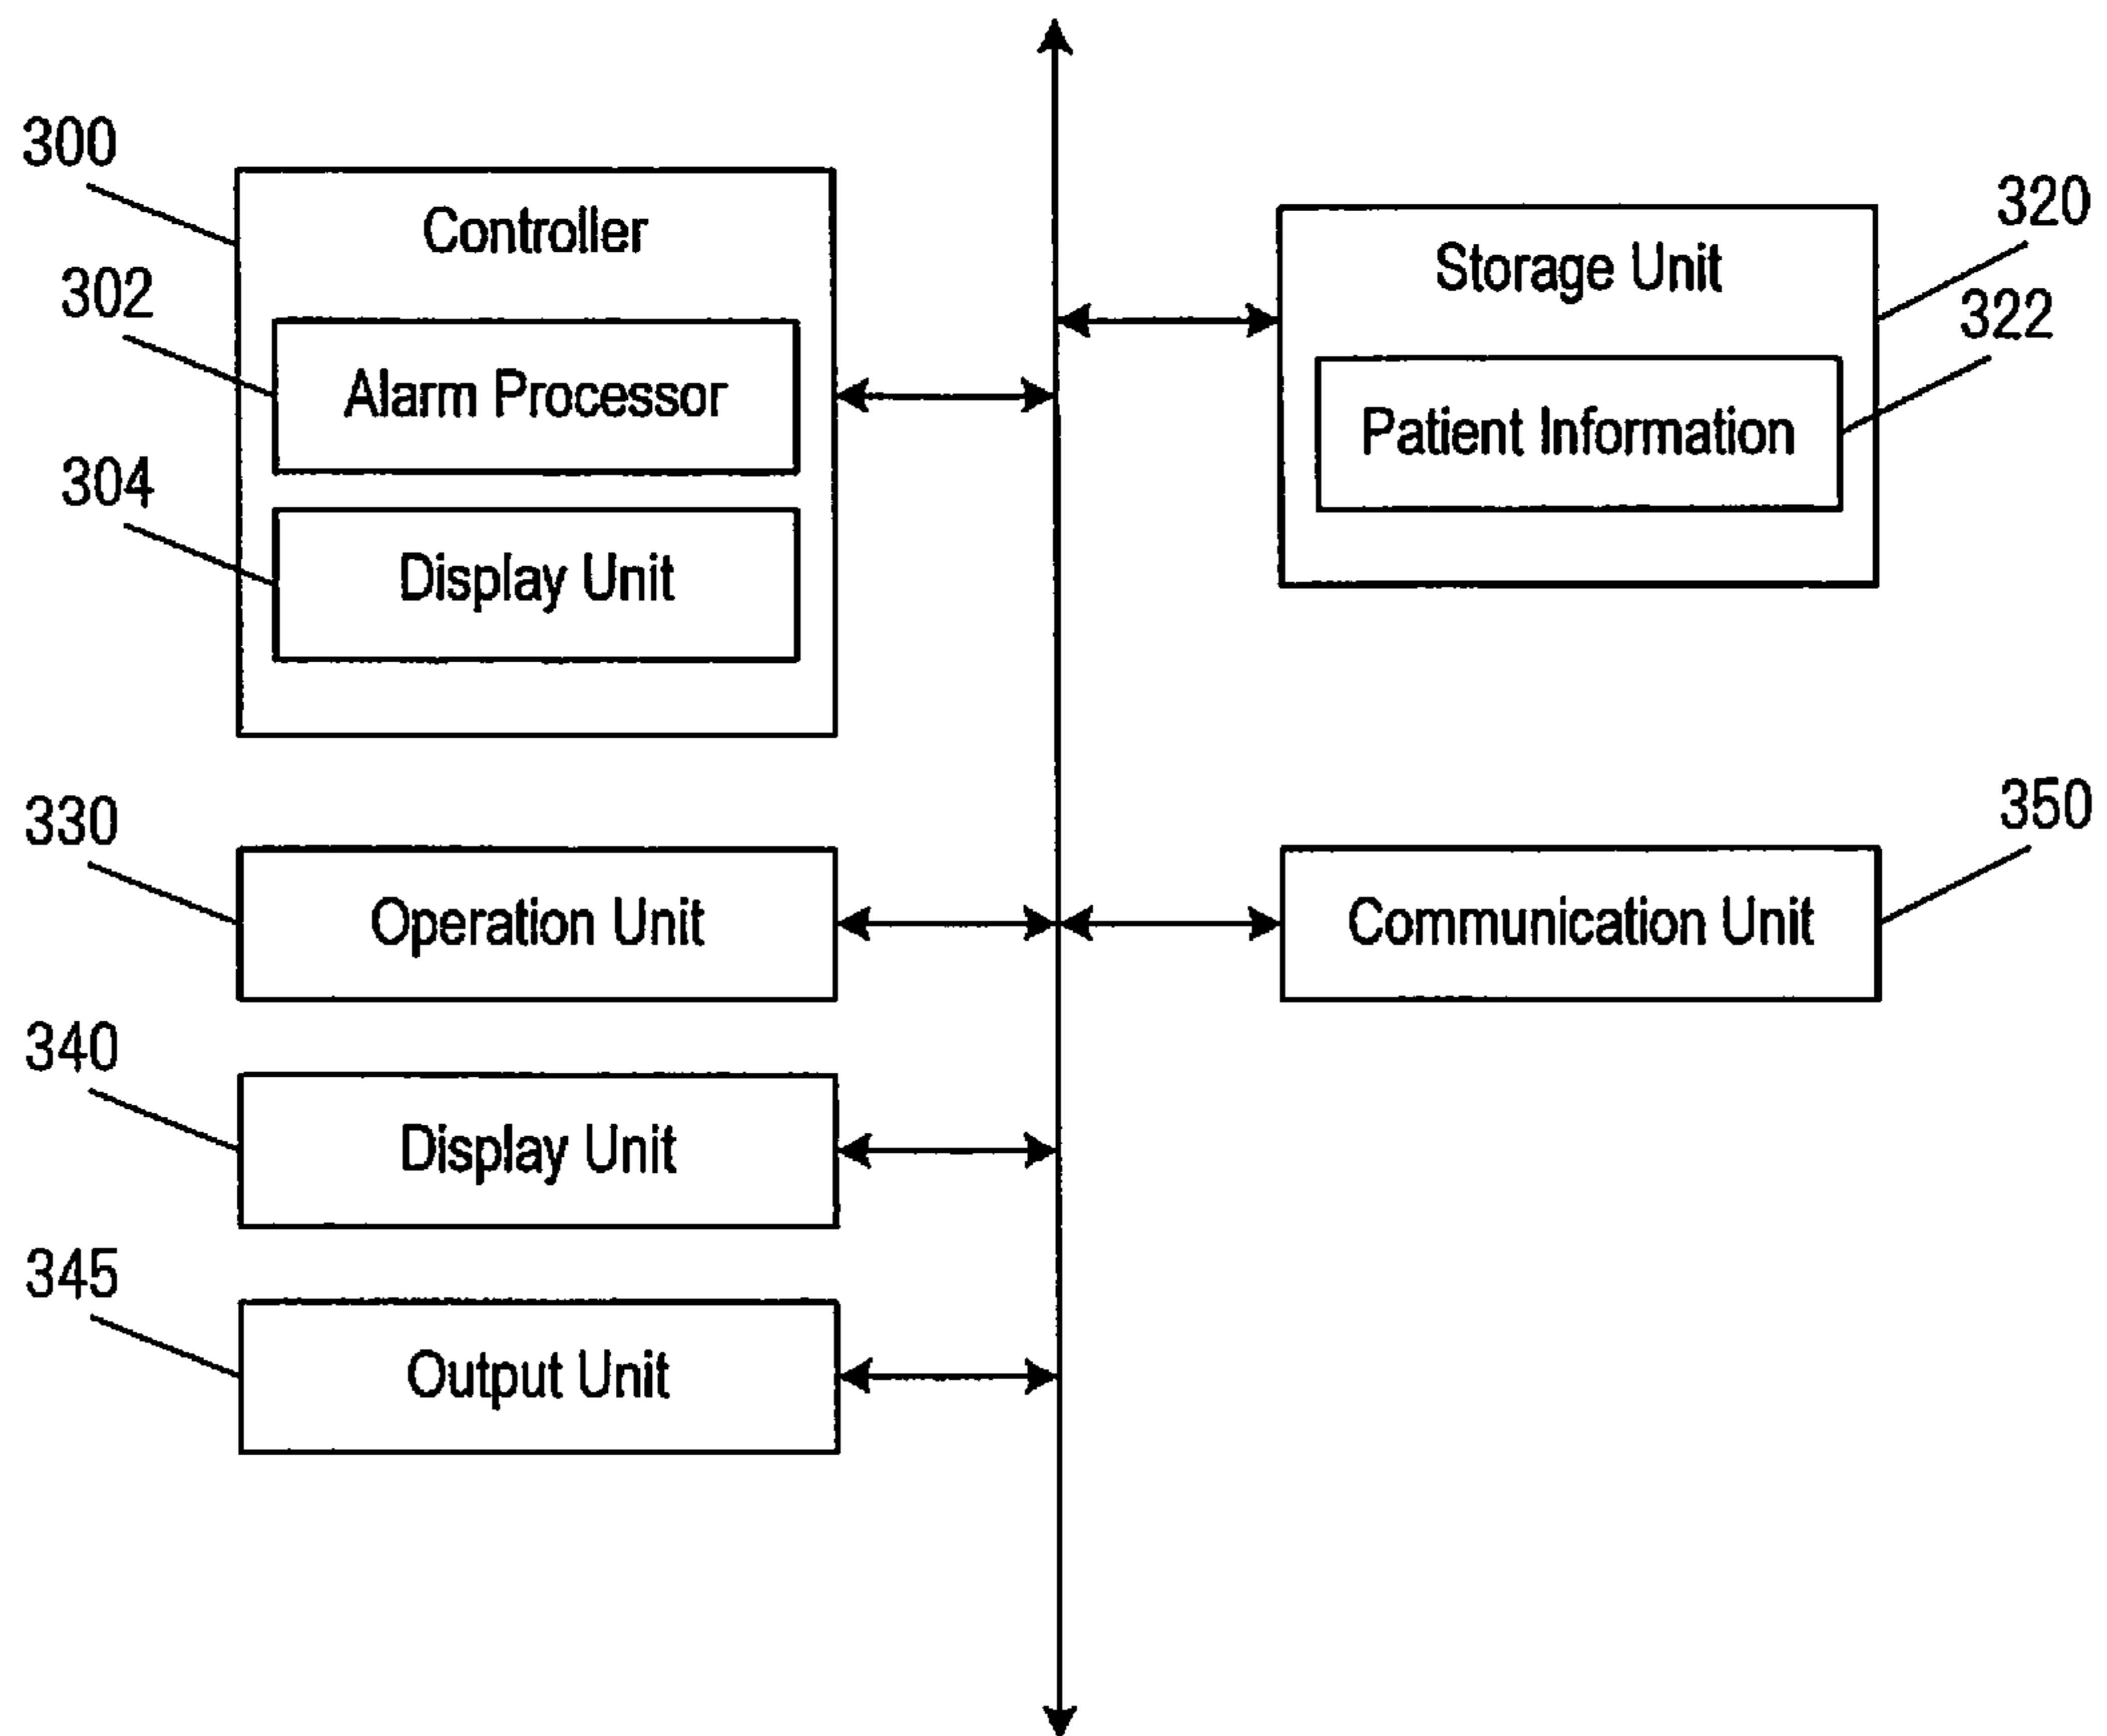 300
Controller
302
Alarm Processor
304
Display Unit
320
Storage Unit
322
Patient Information
330
Operation Unit
350
Communication Unit
340
Display Unit
345
Output Unit